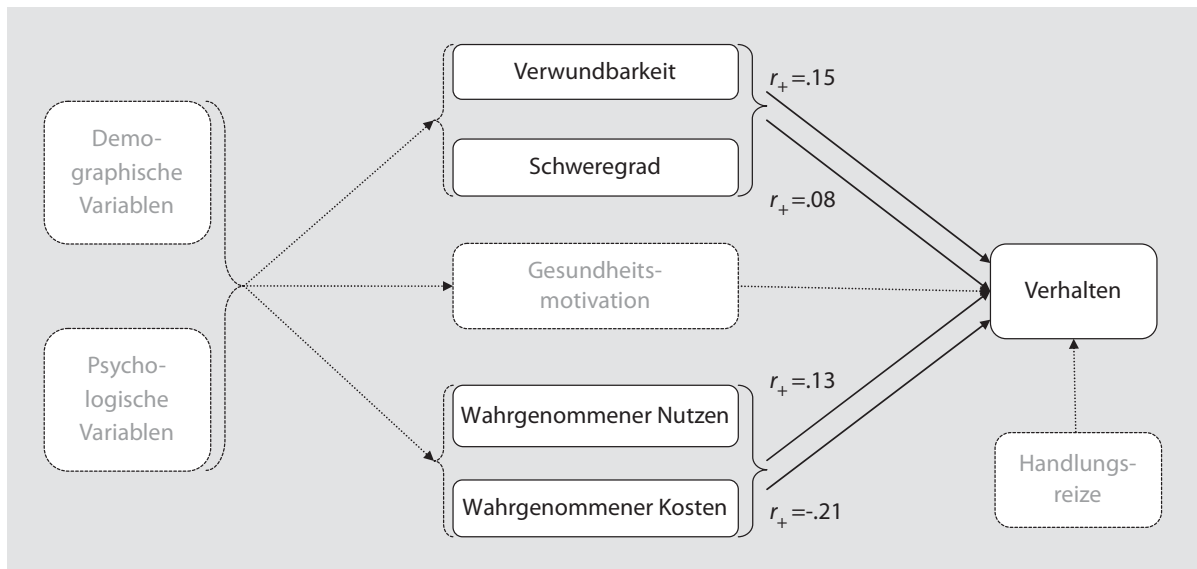 Demo-
graphische
Variablen
Psycho-
logische
Variablen
Verwundbarkeit
Schweregrad
Gesundheits-
motivation
Wahrgenommener Nutzen
Wahrgenommener Kosten
r+=.15
r+=.08
r+=.13
r+=-.21
Verhalten
Handlungs-
reize